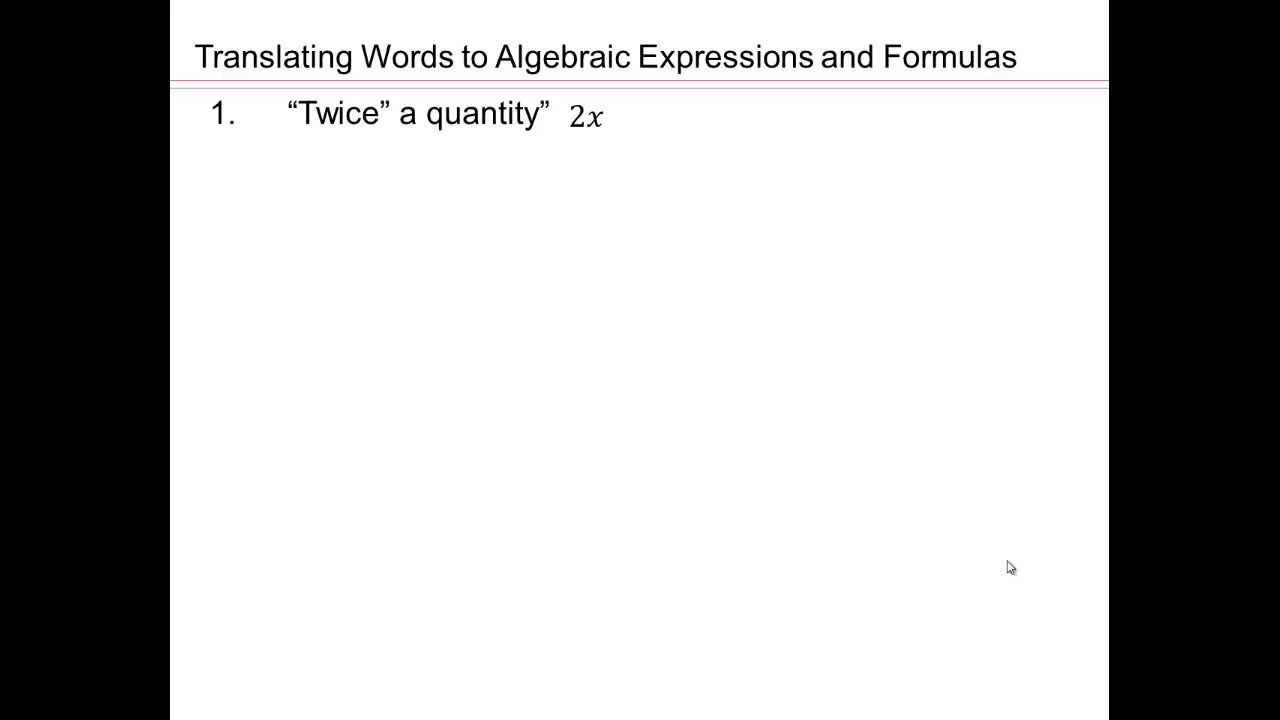 Translating Words to Algebraic Expressions and Formulas
1. “Twice” a quantity” 2x